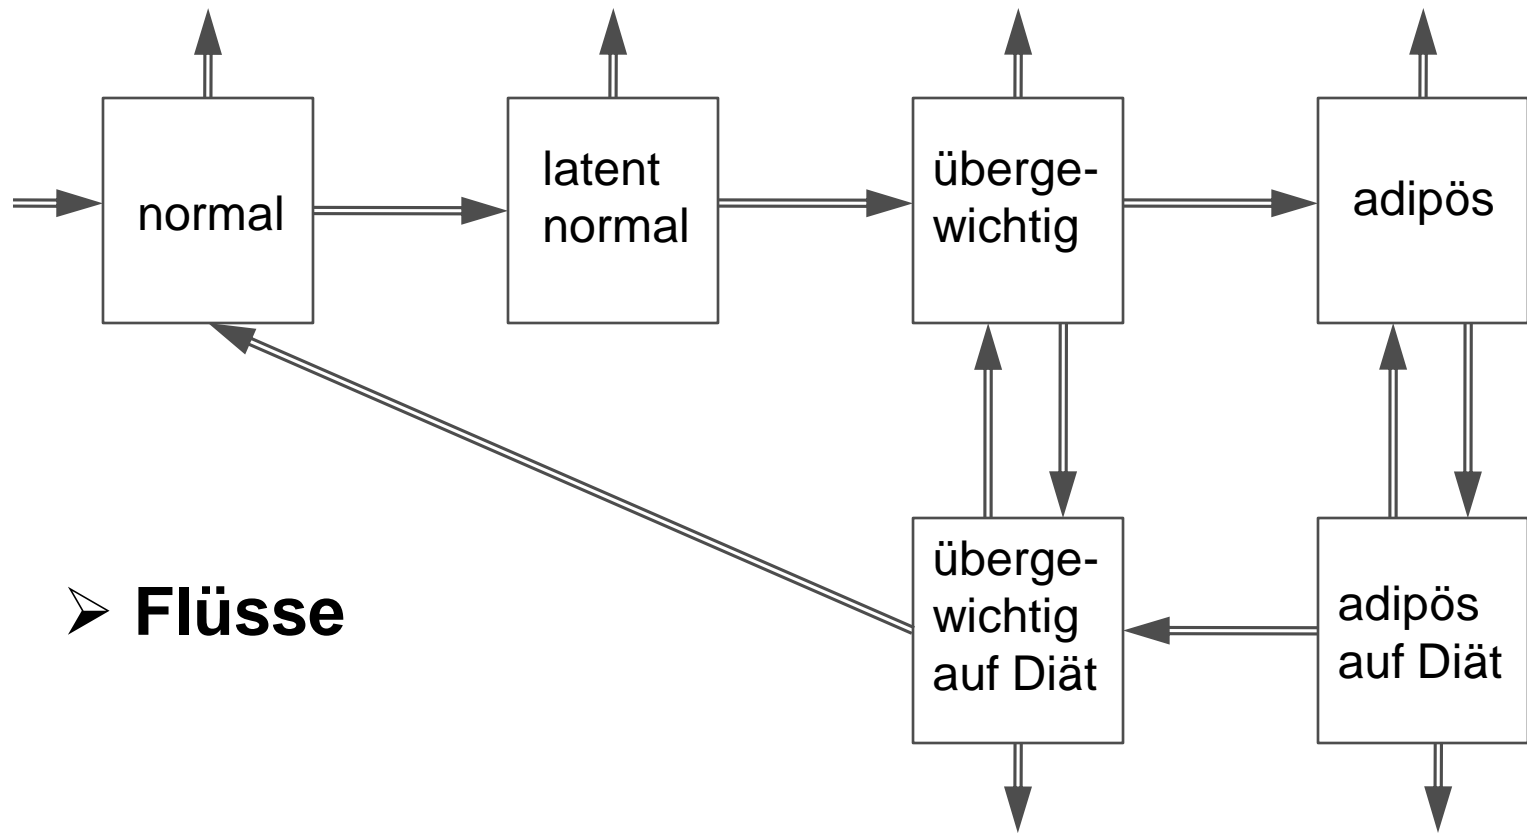 normal
latent
normal
überge-
wichtig
adipös
überge-
wichtig
auf Diät
adipös
auf Diät
➢ Flüsse